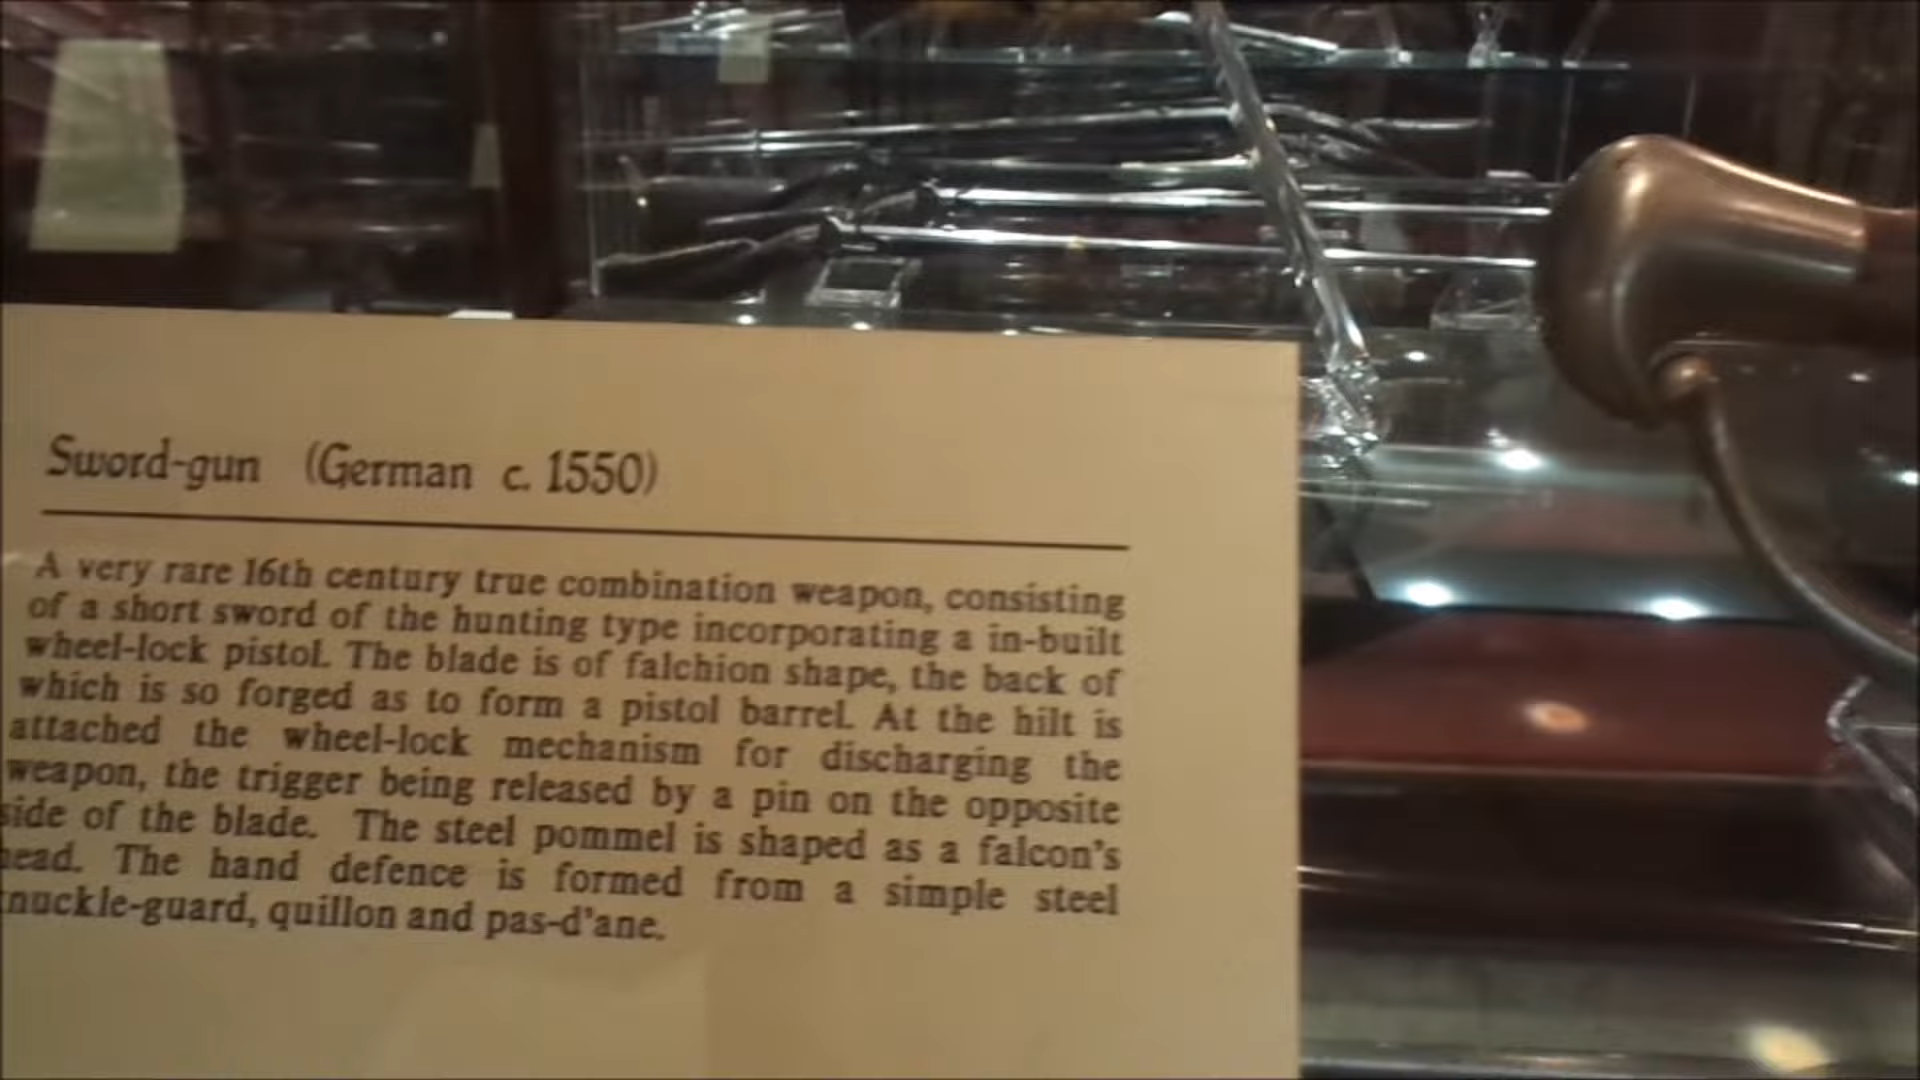 Sword-gun (German c. 1550)
A very rare 16th century true combination weapon, consisting
of a short sword of the hunting type incorporating a in-built
wheel-lock pistol. The blade is of falchion shape, the back of
which is so forged as to form a pistol barrel. At the hilt is
attached the wheel-lock mechanism for discharging the
weapon, the trigger being released by a pin on the opposite
side of the blade. The steel pommel is shaped as a falcon's
head. The hand defence is formed from a simple steel
knuckle-guard, quillon and pas-d'ane.